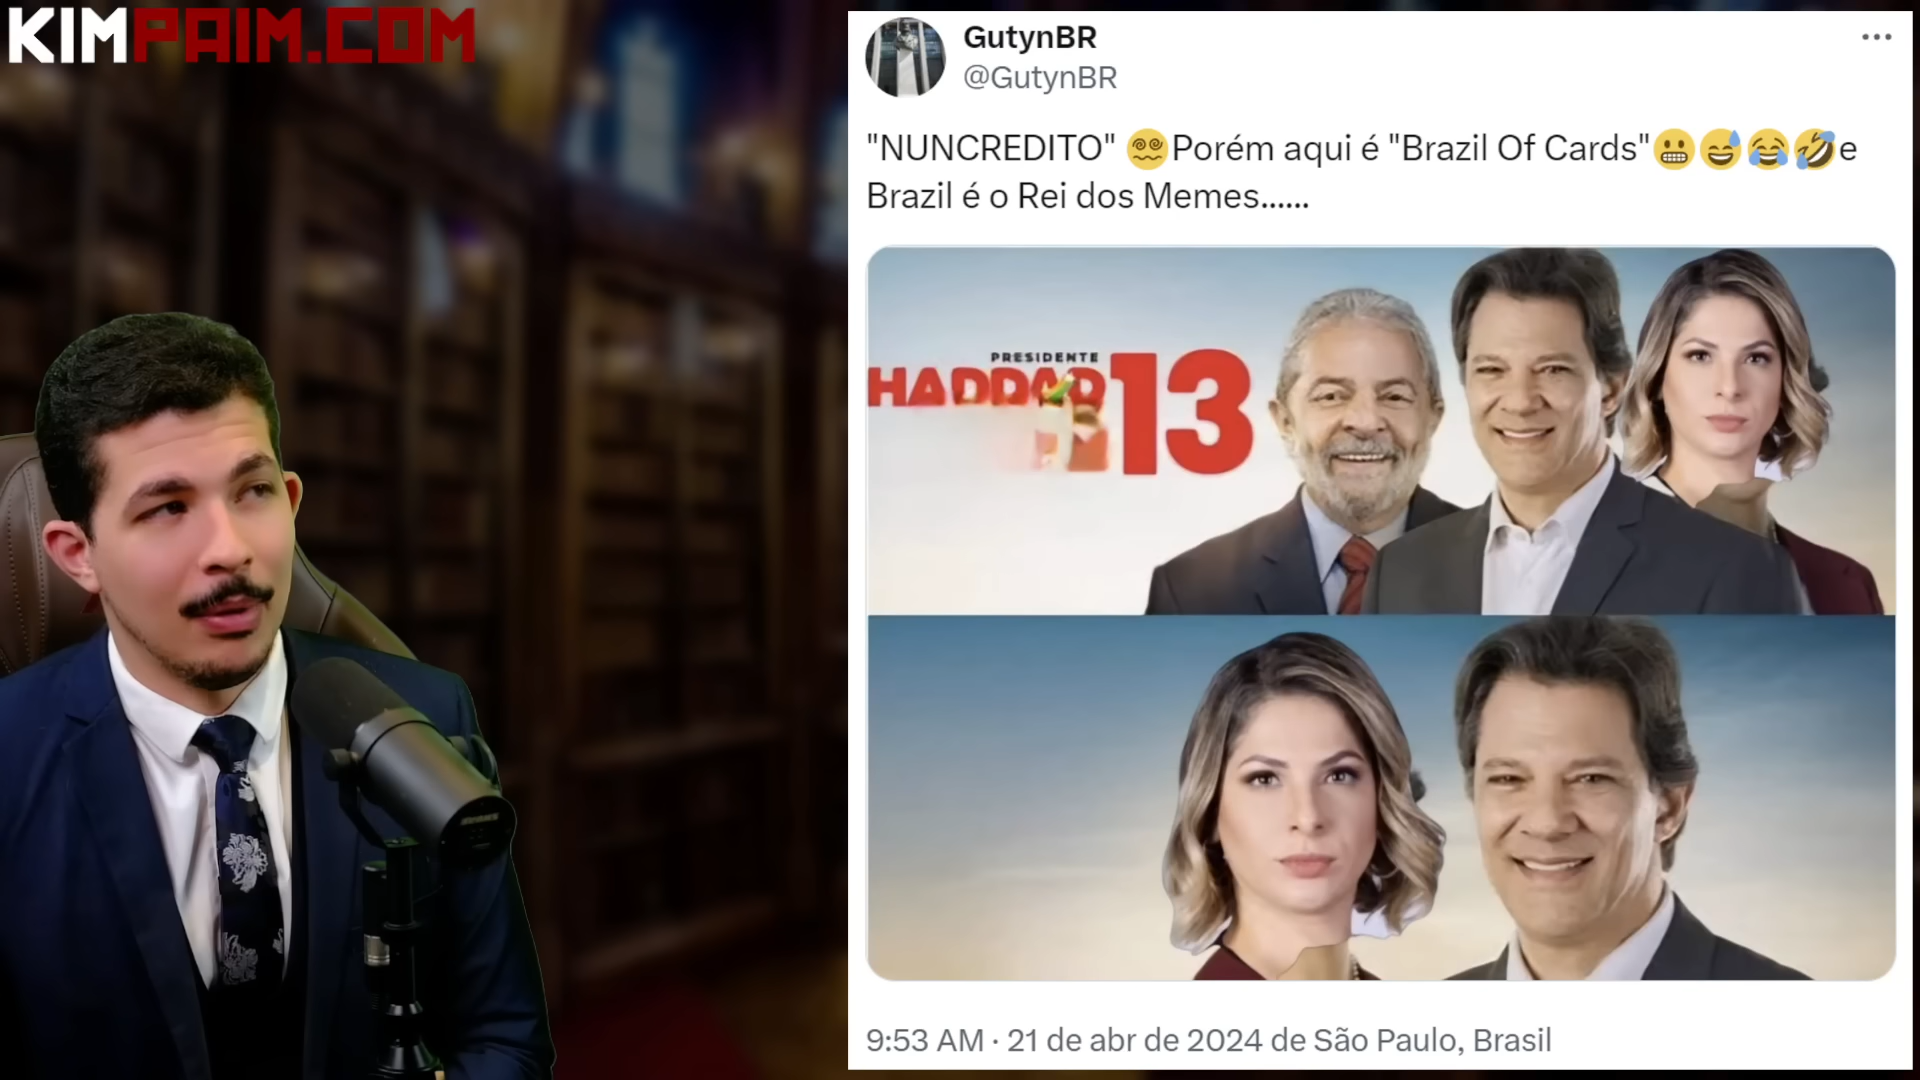 KIMPAIM.COM
GutynBR
@GutynBR
"NUNCREDITO" 😵‍💫Porém aqui é "Brazil Of Cards"😬😅😂🤣e
Brazil é o Rei dos Memes......
PRESIDENTE
HADDAD 13
9:53 AM · 21 de abr de 2024 de São Paulo, Brasil